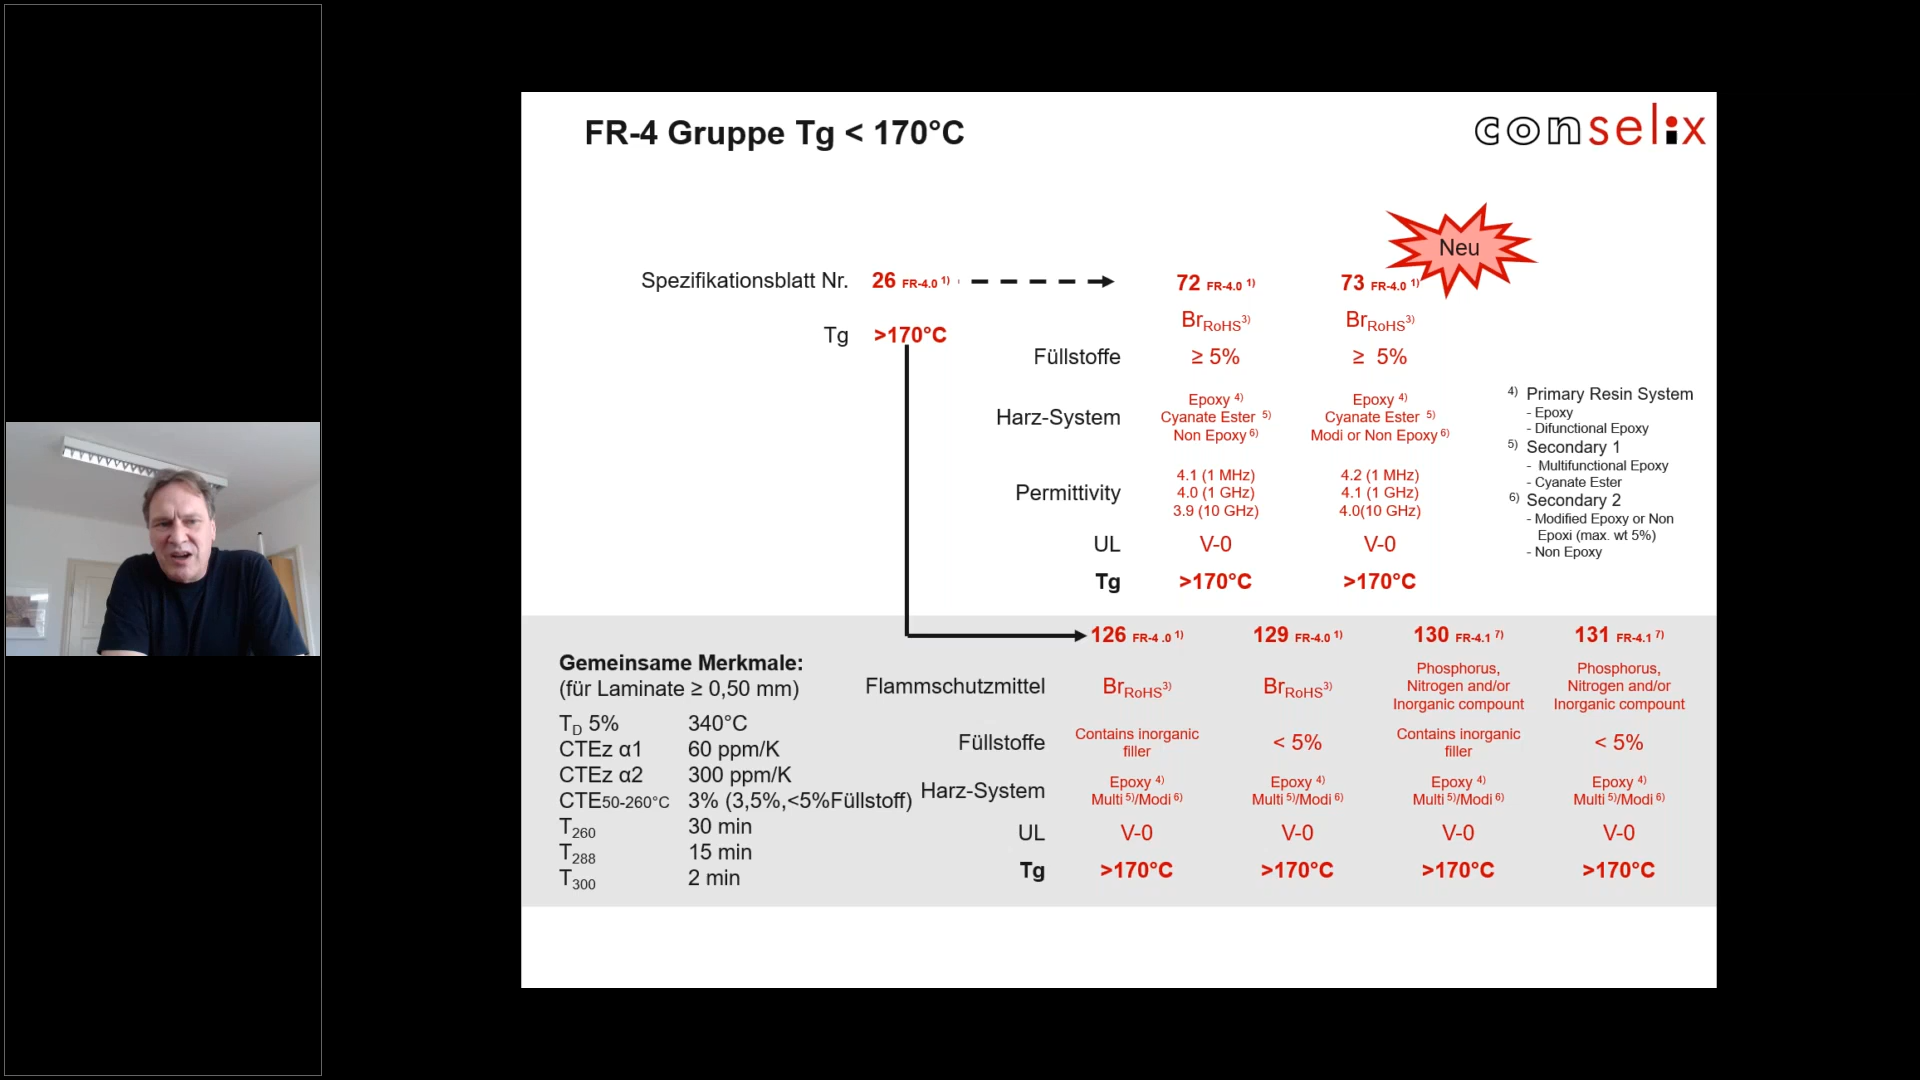 FR-4 Gruppe Tg < 170°C
conselix
Neu
Spezifikationsblatt Nr. 26 FR-4.0 1) 72 FR-4.0 1) 73 FR-4.0 1)
BrRoHS3) BrRoHS3)
Tg >170°C
Füllstoffe ≥ 5% ≥ 5%
Harz-System
Epoxy 4) Epoxy 4)
Cyanate Ester 5) Cyanate Ester 5)
Non Epoxy 6) Modi or Non Epoxy 6)
Permittivity
4.1 (1 MHz) 4.2 (1 MHz)
4.0 (1 GHz) 4.1 (1 GHz)
3.9 (10 GHz) 4.0(10 GHz)
UL V-0 V-0
Tg >170°C >170°C
4) Primary Resin System
- Epoxy
- Difunctional Epoxy
5) Secondary 1
- Multifunctional Epoxy
- Cyanate Ester
6) Secondary 2
- Modified Epoxy or Non
Epoxi (max. wt 5%)
- Non Epoxy
126 FR-4 .0 1) 129 FR-4.0 1) 130 FR-4.1 7) 131 FR-4.1 7)
Flammschutzmittel BrRoHS3) BrRoHS3)
Phosphorus, Phosphorus,
Nitrogen and/or Nitrogen and/or
Inorganic compound Inorganic compound
Füllstoffe
Contains inorganic < 5% Contains inorganic < 5%
filler filler
Harz-System
Epoxy 4) Epoxy 4) Epoxy 4) Epoxy 4)
Multi 5)/Modi 6) Multi 5)/Modi 6) Multi 5)/Modi 6) Multi 5)/Modi 6)
UL V-0 V-0 V-0 V-0
Tg >170°C >170°C >170°C >170°C
Gemeinsame Merkmale:
(für Laminate ≥ 0,50 mm)
TD 5% 340°C
CTEz α1 60 ppm/K
CTEz α2 300 ppm/K
CTE50-260°C 3% (3,5%,<5%Füllstoff)
T260 30 min
T288 15 min
T300 2 min